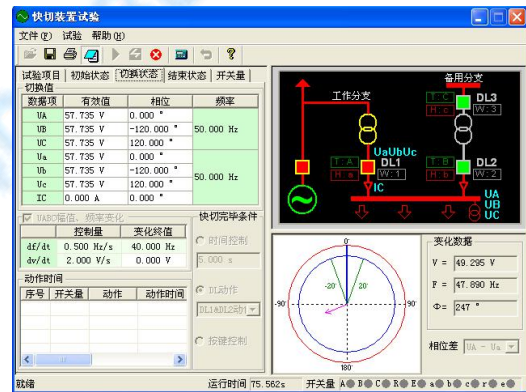 快切装置试验
文件(F) 试验 帮助(H)
试验项目 初始状态 切换状态 结束状态 开关量
切换值
数据项 有效值 相位 频率
UA 57.735 V 0.000 °
UB 57.735 V -120.000 ° 50.000 Hz
UC 57.735 V 120.000 °
Ua 57.735 V 0.000 °
Ub 57.735 V -120.000 ° 50.000 Hz
Uc 57.735 V 120.000 °
IC 0.000 A 0.000 °
UABC幅值、频率变化
控制量 变化终值
df/dt 0.500 Hz/s 40.000 Hz
dv/dt 2.000 V/s 0.000 V
动作时间
序号 开关量 动作 动作时间
快切完毕条件
时间控制
5.000 s
DL动作
DL1&DL2动作
按键控制
工作分支
备用分支
T:C DL3
H:c W:3
UaUbUc
T:A DL1
H:a W:1
IC
T:B DL2
H:b W:2
UA
UB
UC
0°
-20° 20°
-90° 90°
180°
变化数据
V = 49.295 V
F = 47.890 Hz
Φ= 247 °
相位差 UA - Ua
就绪 运行时间 75.562s 开关量 A B C R E a b c r e